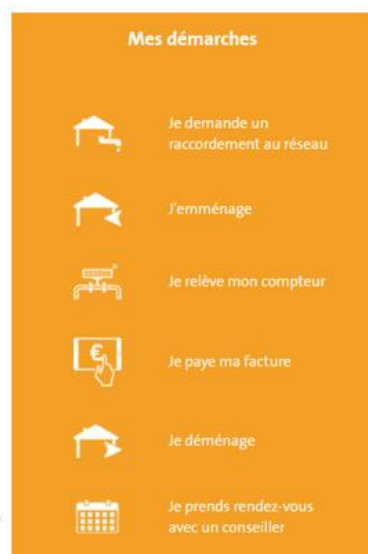 Mes démarches
Je demande un
raccordement au réseau
J'emménage
Je relève mon compteur
€
Je paye ma facture
Je déménage
Je prends rendez-vous
avec un conseiller